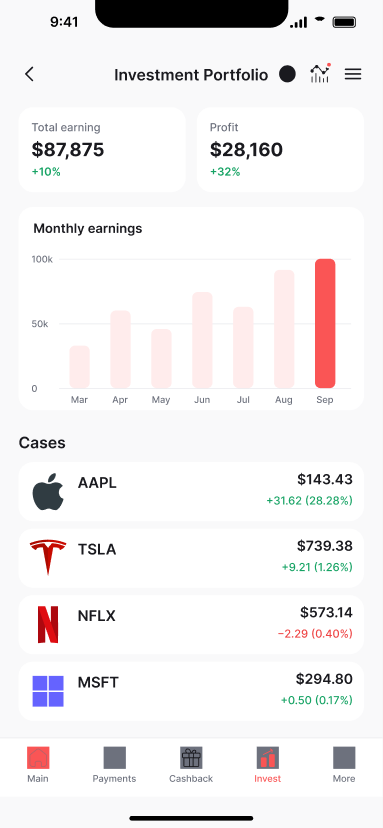 9:41
Investment Portfolio
Total earning
$87,875
+10%
Profit
$28,160
+32%
Monthly earnings
100k
50k
0
Mar Apr May Jun Jul Aug Sep
Cases
AAPL
$143.43
+31.62 (28.28%)
TSLA
$739.38
+9.21 (1.26%)
NFLX
$573.14
−2.29 (0.40%)
MSFT
$294.80
+0.50 (0.17%)
Main Payments Cashback Invest More